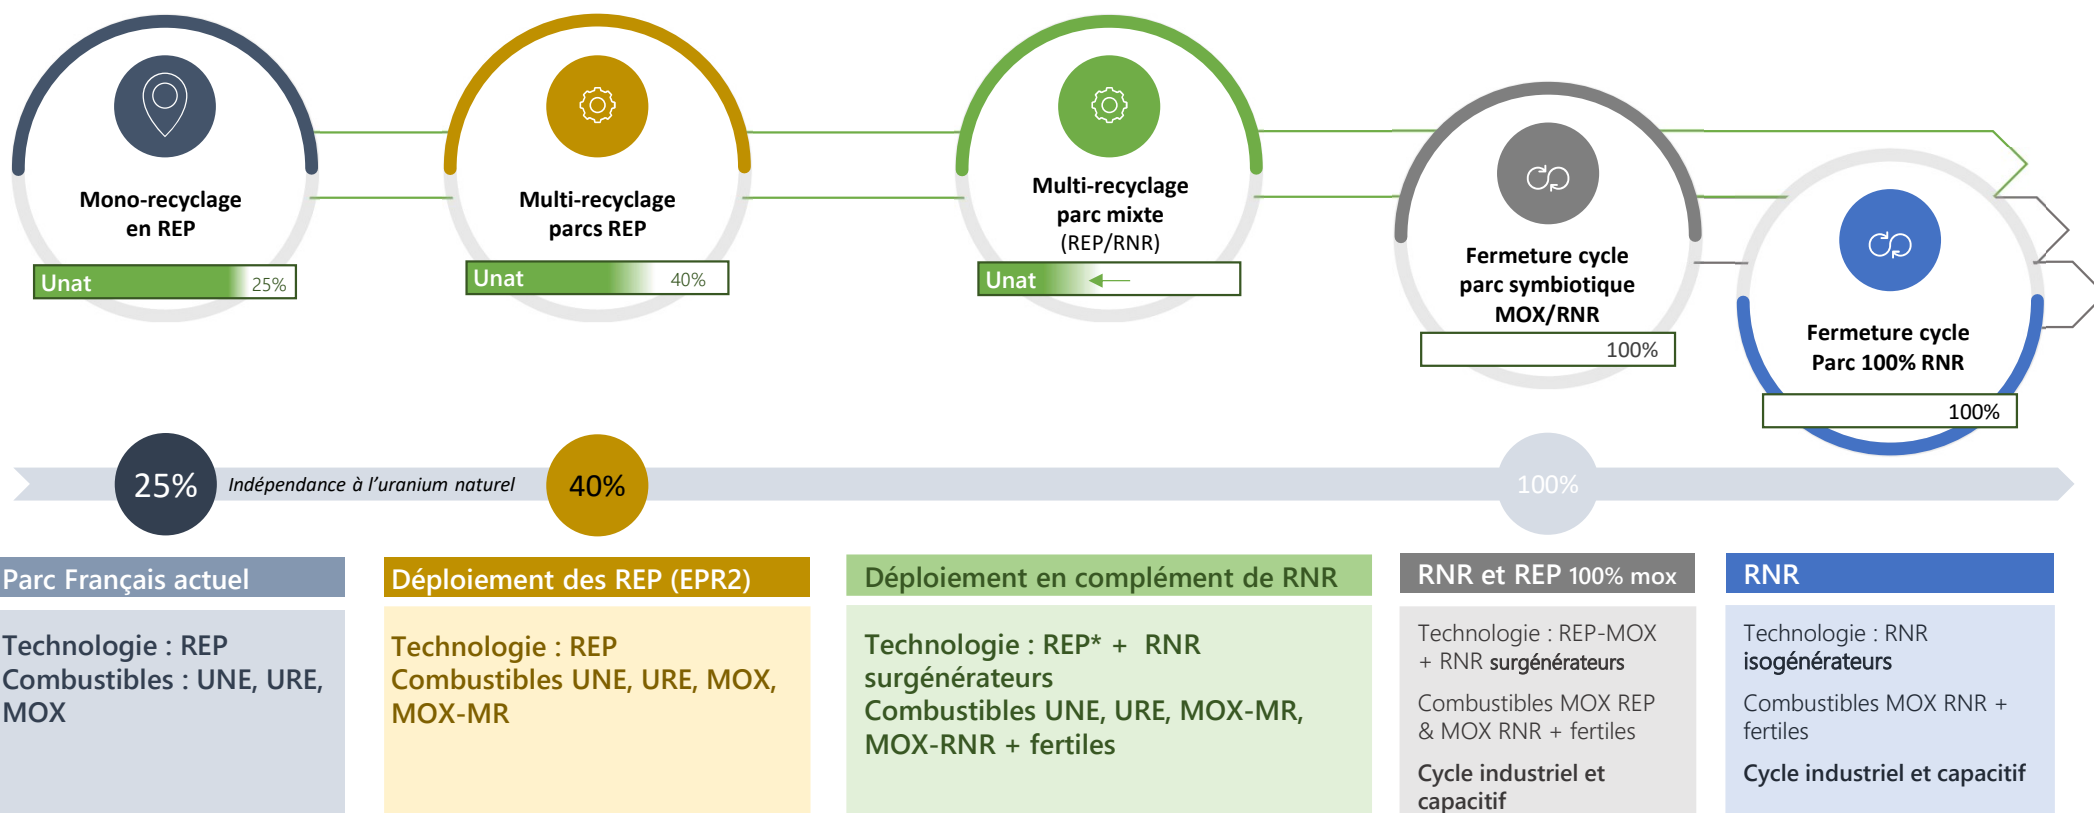 Mono-recyclage
en REP
Unat
25%
Multi-recyclage
parcs REP
Unat
40%
Multi-recyclage
parc mixte
(REP/RNR)
Unat
Fermeture cycle
parc symbiotique
MOX/RNR
100%
Fermeture cycle
Parc 100% RNR
100%
25%
Indépendance à l'uranium naturel
40%
100%
Parc Français actuel
Technologie : REP
Combustibles : UNE, URE,
MOX
Déploiement des REP (EPR2)
Technologie : REP
Combustibles UNE, URE, MOX,
MOX-MR
Déploiement en complément de RNR
Technologie : REP* + RNR
surgénérateurs
Combustibles UNE, URE, MOX-MR,
MOX-RNR + fertiles
RNR et REP 100% mox
Technologie : REP-MOX
+ RNR surgénérateurs
Combustibles MOX REP
& MOX RNR + fertiles
Cycle industriel et
capacitif
RNR
Technologie : RNR
isogénérateurs
Combustibles MOX RNR +
fertiles
Cycle industriel et capacitif